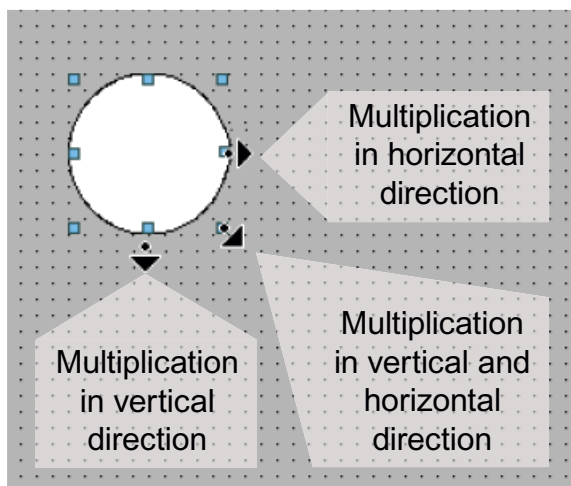 Multiplication
in horizontal
direction
Multiplication
in vertical
direction
Multiplication
in vertical and
horizontal
direction